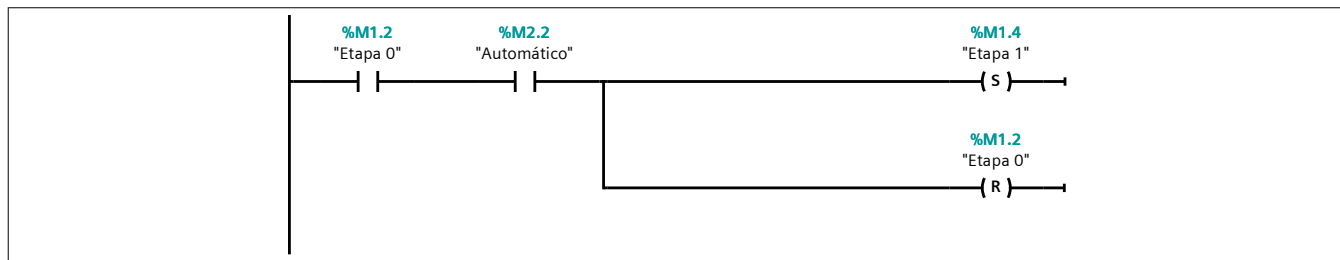 %M1.2 %M2.2 %M1.4
"Etapa 0" "Automático" "Etapa 1"
S
%M1.2
"Etapa 0"
R